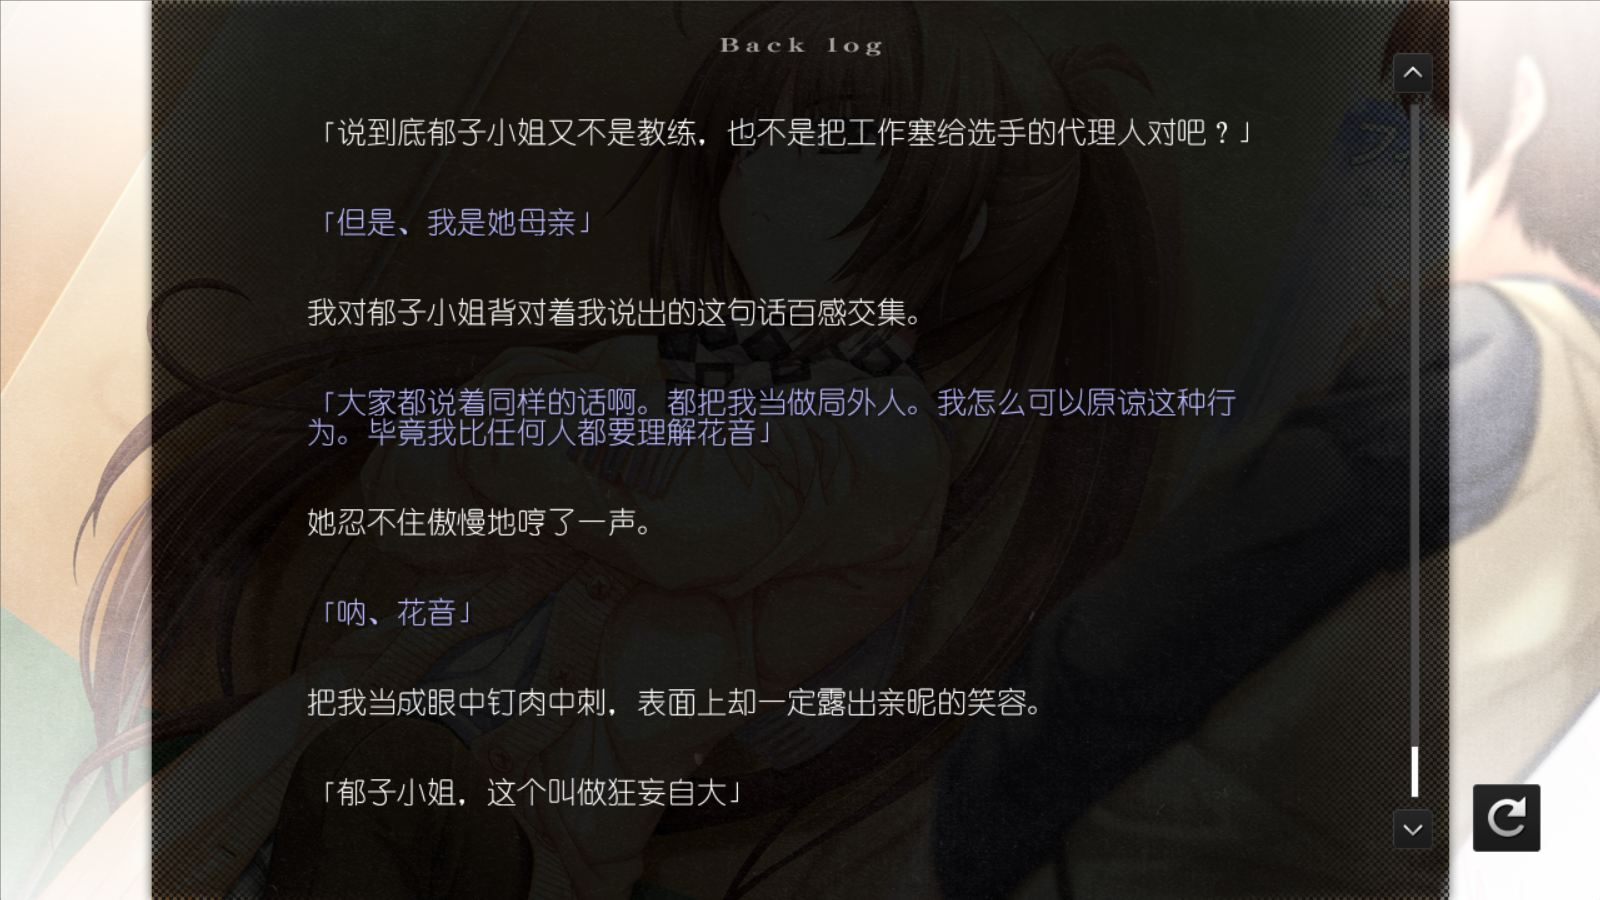 Back log
「说到底郁子小姐又不是教练，也不是把工作塞给选手的代理人对吧？」
「但是、我是她母亲」
我对郁子小姐背对着我说出的这句话百感交集。
「大家都说着同样的话啊。都把我当做局外人。我怎么可以原谅这种行
为。毕竟我比任何人都要理解花音」
她忍不住傲慢地哼了一声。
「呐、花音」
把我当成眼中钉肉中刺，表面上却一定露出亲昵的笑容。
「郁子小姐，这个叫做狂妄自大」